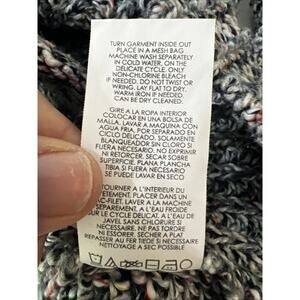 TURN GARMENT INSIDE OUT
PLACE IN A MESH BAG
MACHINE WASH SEPARATELY
IN COLD WATER, ON THE
DELICATE CYCLE. ONLY
NON-CHLORINE BLEACH
IF NEEDED. DO NOT TWIST OR
WRING. LAY FLAT TO DRY.
WARM IRON IF NEEDED.
CAN BE DRY CLEANED.
GIRE A LA ROPA INTERIOR
COLOCAR EN UNA BOLSA DE
MALLA. LAVAR A MAQUINA CON
AGUA FRIA, POR SEPARADO EN
CICLO DELICADO. SOLAMENTE
BLANQUEADOR SIN CLORO SI
FUERA NECESARIO. NO EXPRIMIR
NI RETORCER. SECAR SOBRE
SUPERFICIE. PLANA PLANCHA
TIBIA SI FUERA NECESARIO
SE PUEDE LAVAR EN SECO
TOURNER A L'INTERIEUR DU
VETEMENT. PLACER DANS UN
SAC-FILET. LAVER A LA MACHINE
SEPAREMENT. A L'EAU FROIDE
SUR LE CYCLE DELICAT. A L'EAU DE
JAVEL SANS CHLORURE SI
NECESSAIRE. NE PAS TORDRE
NI ESSORER. SECHER A PLAT
REPASSER AU FER TIEDE SI NECESSAIRE
NETTOYAGE A SEC POSSIBLE